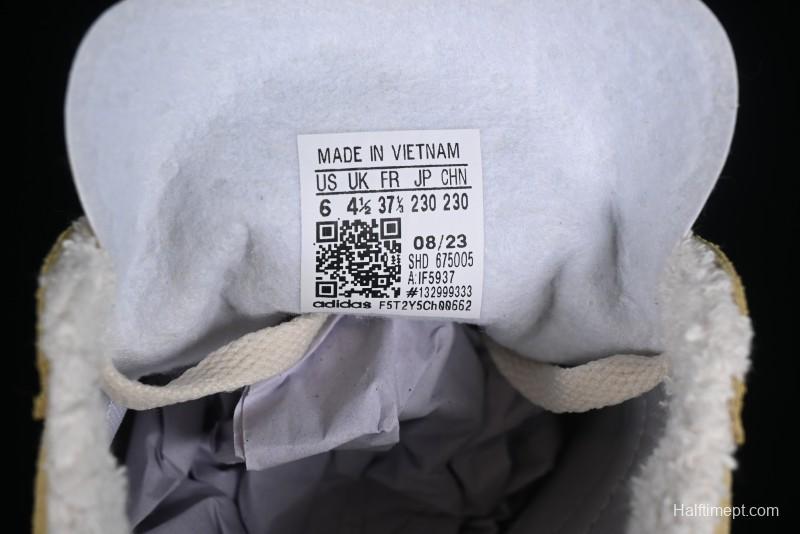 MADE IN VIETNAM
US UK FR JP CHN
6 4½ 37⅓ 230 230
08/23
SHD 675005
A:IF5937
#132999333
adidas F5T2Y5Ch00662
Halftimept.com